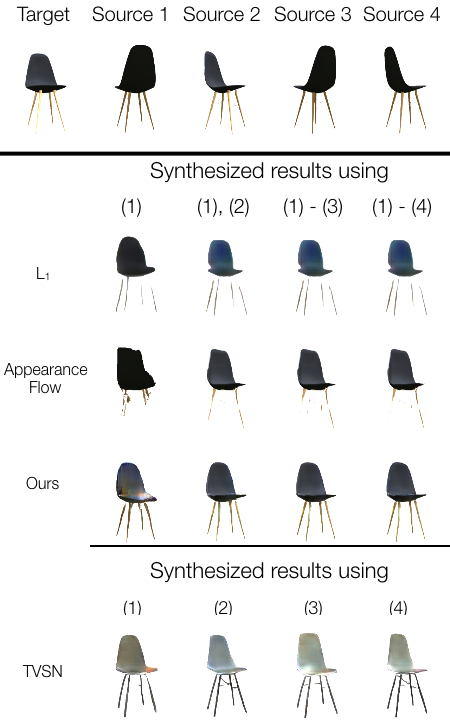 Target Source 1 Source 2 Source 3 Source 4
Synthesized results using
(1) (1), (2) (1) - (3) (1) - (4)
L₁
Appearance
Flow
Ours
Synthesized results using
(1) (2) (3) (4)
TVSN